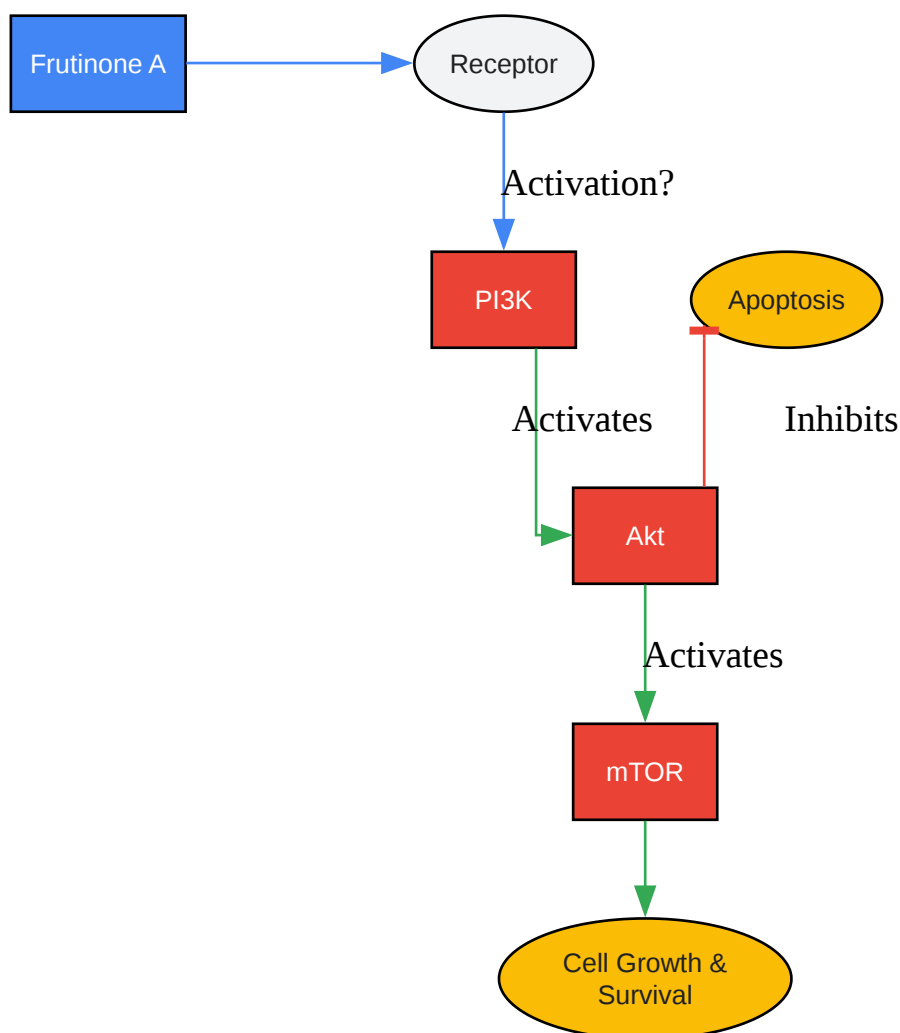 Frutinone A
Receptor
Activation?
PI3K
Apoptosis
Activates
Inhibits
Akt
Activates
mTOR
Cell Growth &
Survival